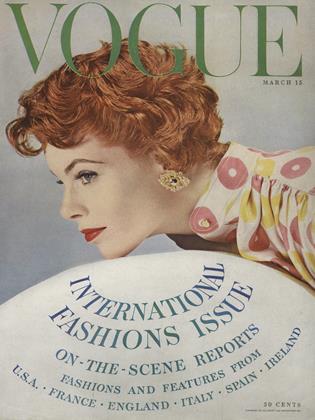 VOGUE
MARCH 15
INTERNATIONAL
FASHIONS ISSUE
ON-THE-SCENE REPORTS
FASHIONS AND FEATURES FROM
U.S.A. · FRANCE · ENGLAND · ITALY · SPAIN · IRELAND
50 CENTS